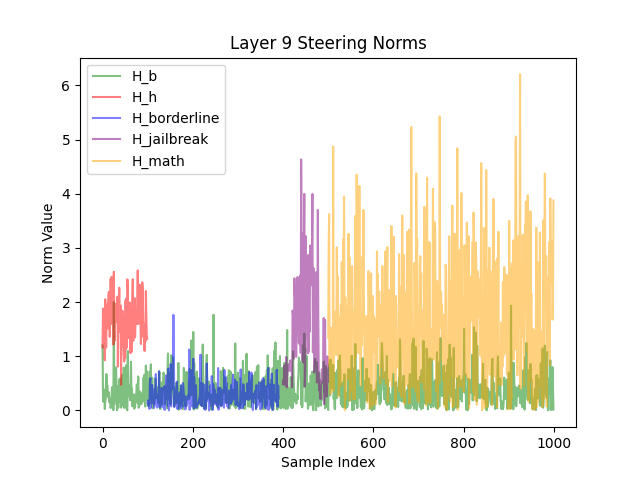 Layer 9 Steering Norms
H_b
H_h
H_borderline
H_jailbreak
H_math
Norm Value
6
5
4
3
2
1
0
0
200
400
600
800
1000
Sample Index